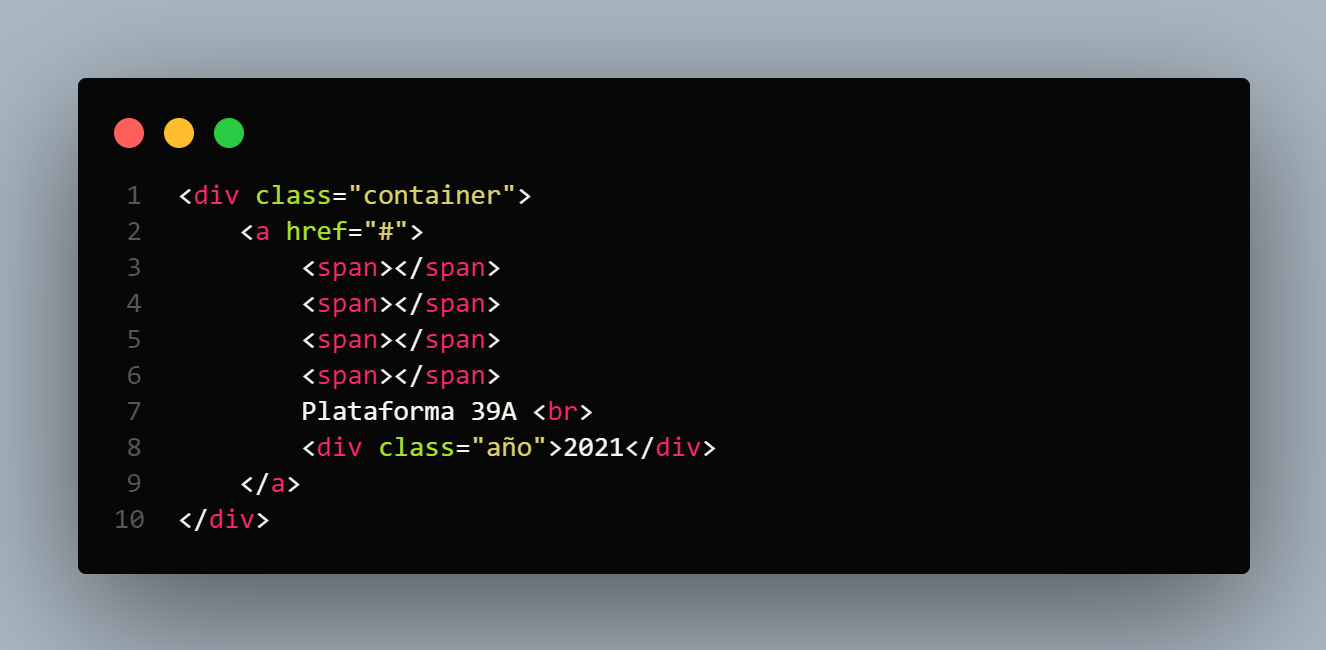 1 <div class="container">
2     <a href="#">
3         <span></span>
4         <span></span>
5         <span></span>
6         <span></span>
7         Plataforma 39A <br>
8         <div class="año">2021</div>
9     </a>
10 </div>